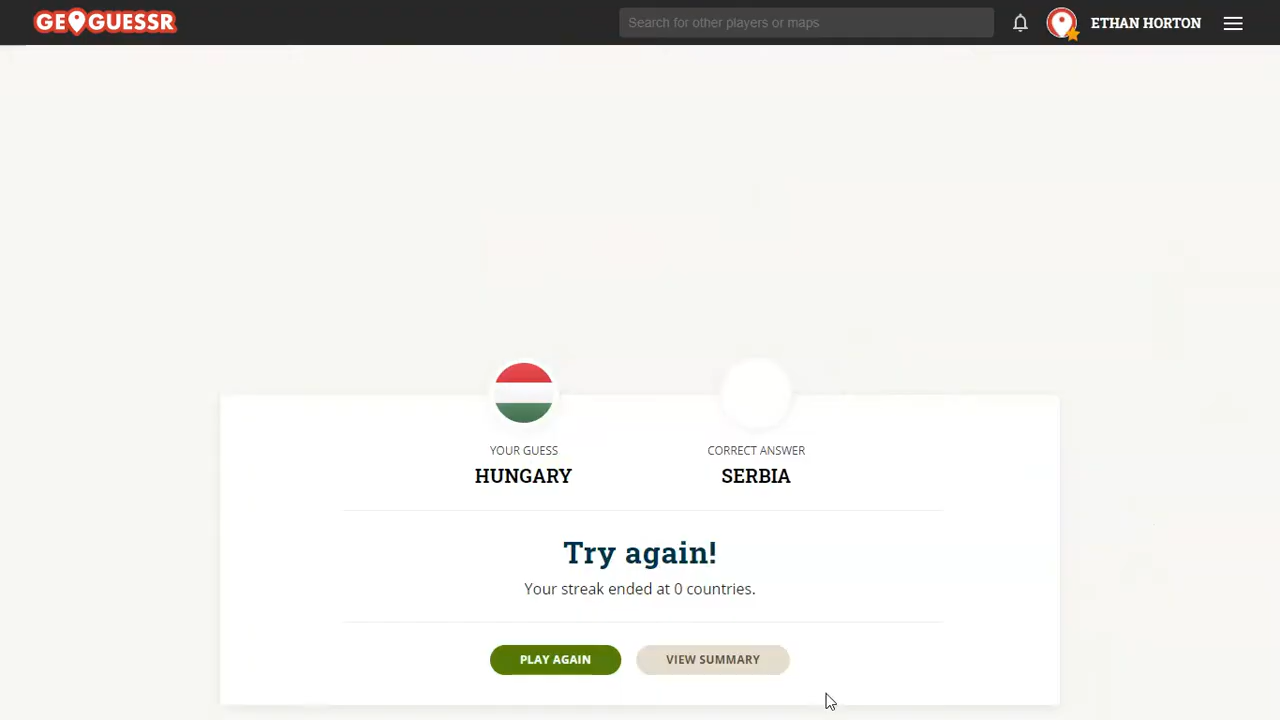 GEOGUESSR
Search for other players or maps
ETHAN HORTON
YOUR GUESS
CORRECT ANSWER
HUNGARY
SERBIA
Try again!
Your streak ended at 0 countries.
PLAY AGAIN
VIEW SUMMARY